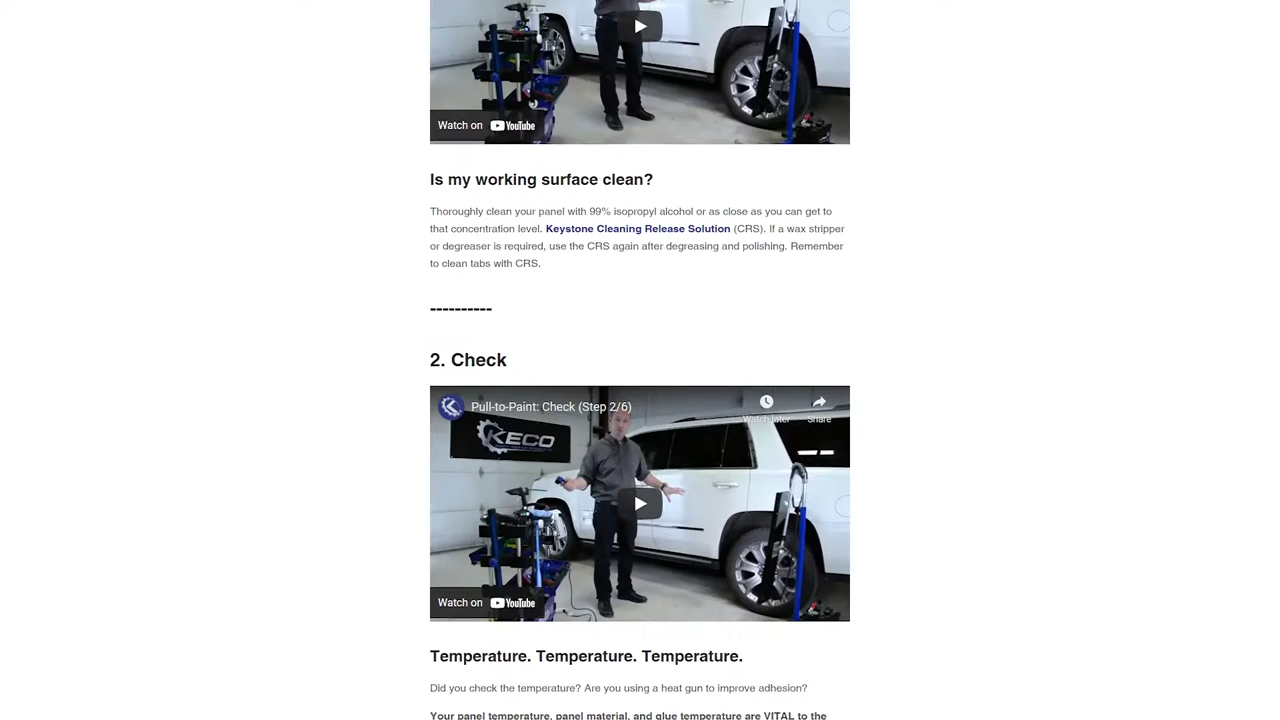 Watch on YouTube
Is my working surface clean?
Thoroughly clean your panel with 99% isopropyl alcohol or as close as you can get to
that concentration level. Keystone Cleaning Release Solution (CRS). If a wax stripper
or degreaser is required, use the CRS again after degreasing and polishing. Remember
to clean tabs with CRS.
----------
2. Check
Pull-to-Paint: Check (Step 2/6)
Watch later
Share
KECO
Watch on YouTube
Temperature. Temperature. Temperature.
Did you check the temperature? Are you using a heat gun to improve adhesion?
Your panel temperature, panel material, and glue temperature are VITAL to the